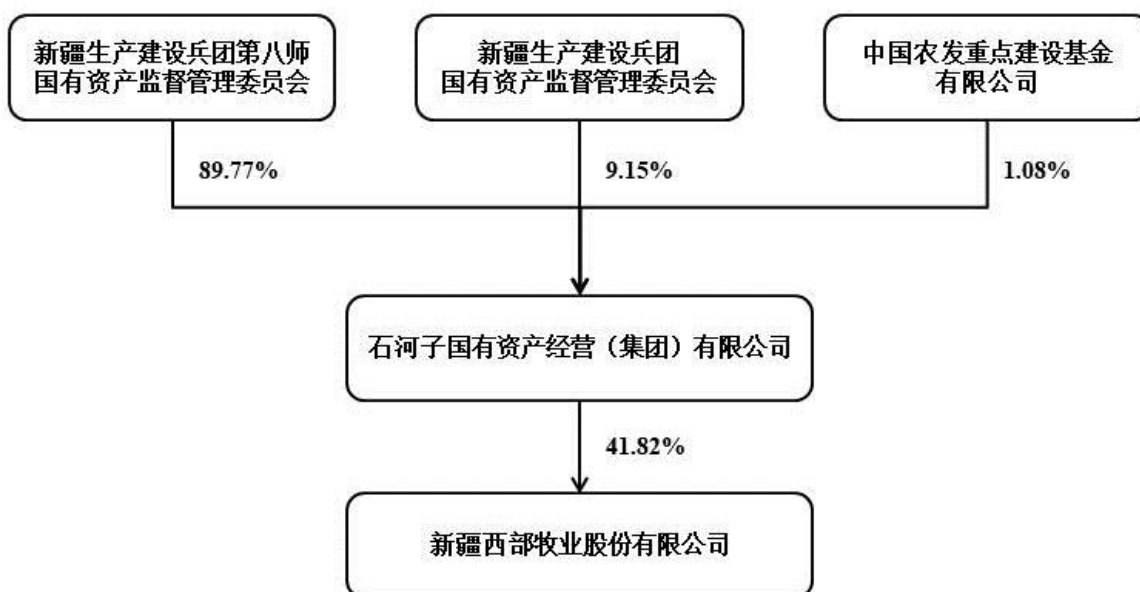 新疆生产建设兵团第八师
国有资产监督管理委员会
新疆生产建设兵团
国有资产监督管理委员会
中国农发重点建设基金
有限公司
89.77%
9.15%
1.08%
石河子国有资产经营（集团）有限公司
41.82%
新疆西部牧业股份有限公司